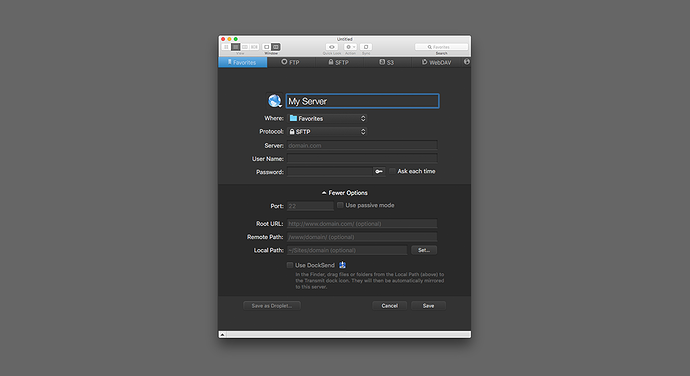 Untitled
View
Window
Quick Look
Action
Sync
Favorites
Search
Favorites
FTP
SFTP
S3
WebDAV
My Server
Where: Favorites
Protocol: SFTP
Server: domain.com
User Name:
Password: Ask each time
Fewer Options
Port: 22 Use passive mode
Root URL: http://www.domain.com/ (optional)
Remote Path: /www/domain/ (optional)
Local Path: ~/Sites/domain (optional) Set...
Use DockSend
In the Finder, drag files or folders from the Local Path (above) to
the Transmit dock icon. They will then be automatically mirrored
to this server.
Save as Droplet... Cancel Save